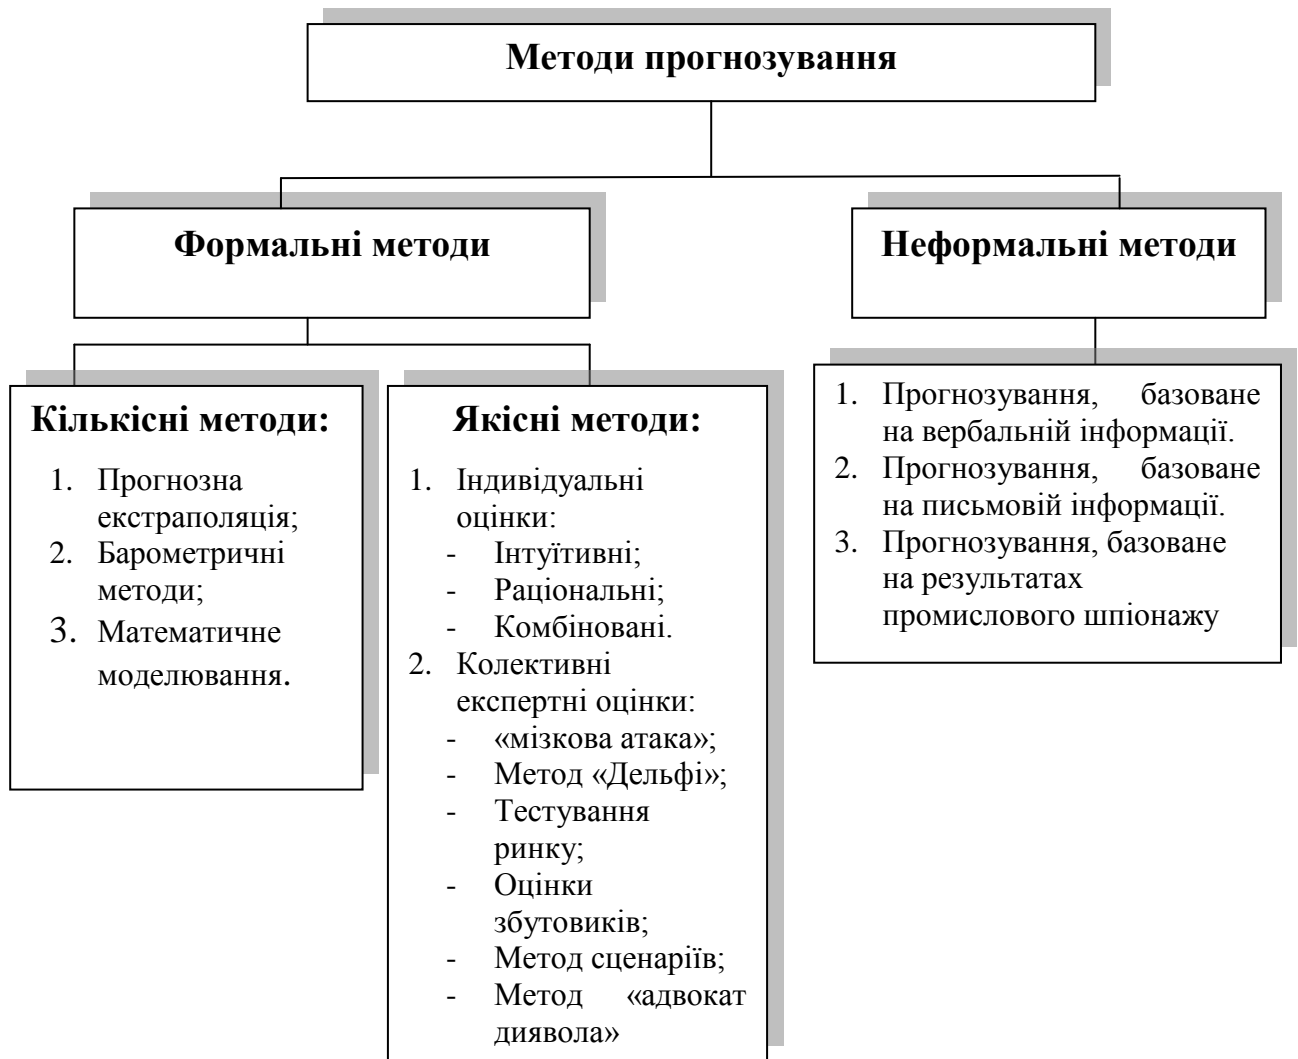 Методи прогнозування
Формальні методи
Неформальні методи
Кількісні методи:
1. Прогнозна
екстраполяція;
2. Барометричні
методи;
3. Математичне
моделювання.
Якісні методи:
1. Індивідуальні
оцінки:
- Інтуїтивні;
- Раціональні;
- Комбіновані.
2. Колективні
експертні оцінки:
- «мізкова атака»;
- Метод «Дельфі»;
- Тестування
ринку;
- Оцінки
збутовиків;
- Метод сценаріїв;
- Метод «адвокат
диявола»
1. Прогнозування, базоване
на вербальній інформації.
2. Прогнозування, базоване
на письмовій інформації.
3. Прогнозування, базоване
на результатах
промислового шпіонажу